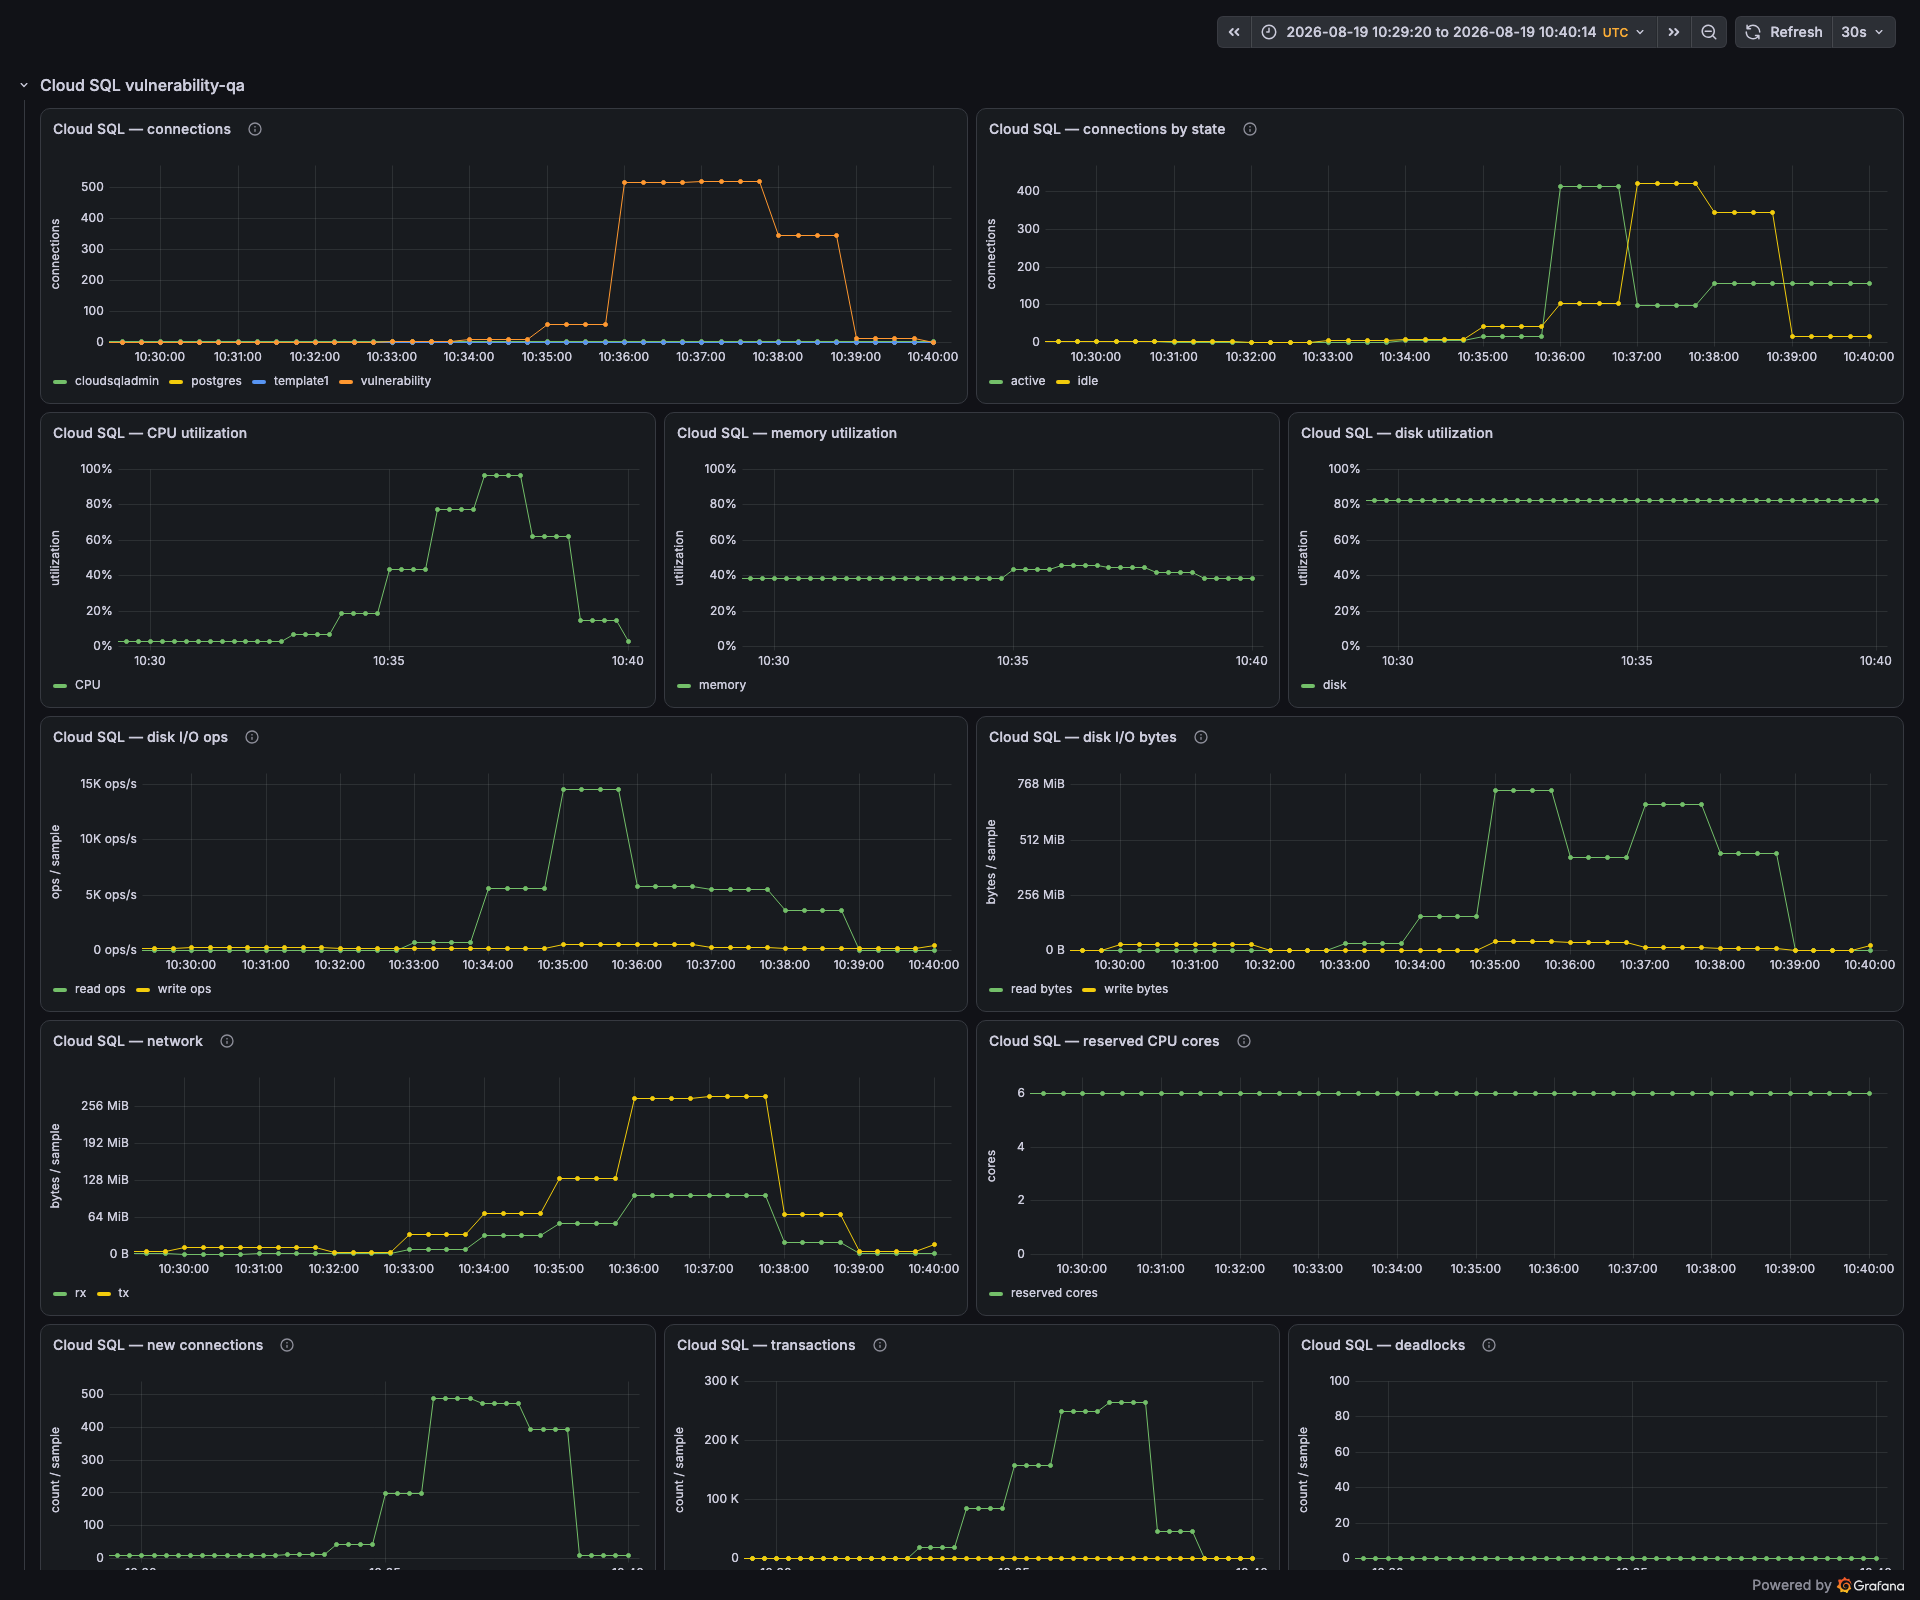 2026-08-19 10:29:20 to 2026-08-19 10:40:14 UTC
Refresh 30s
Cloud SQL vulnerability-qa
Cloud SQL — connections
connections
500
400
300
200
100
0
10:30:00 10:31:00 10:32:00 10:33:00 10:34:00 10:35:00 10:36:00 10:37:00 10:38:00 10:39:00 10:40:00
cloudsqladmin postgres template1 vulnerability
Cloud SQL — connections by state
connections
400
300
200
100
0
10:30:00 10:31:00 10:32:00 10:33:00 10:34:00 10:35:00 10:36:00 10:37:00 10:38:00 10:39:00 10:40:00
active idle
Cloud SQL — CPU utilization
utilization
100%
80%
60%
40%
20%
0%
10:30 10:35 10:40
CPU
Cloud SQL — memory utilization
utilization
100%
80%
60%
40%
20%
0%
10:30 10:35 10:40
memory
Cloud SQL — disk utilization
utilization
100%
80%
60%
40%
20%
0%
10:30 10:35 10:40
disk
Cloud SQL — disk I/O ops
ops / sample
15K ops/s
10K ops/s
5K ops/s
0 ops/s
10:30:00 10:31:00 10:32:00 10:33:00 10:34:00 10:35:00 10:36:00 10:37:00 10:38:00 10:39:00 10:40:00
read ops write ops
Cloud SQL — disk I/O bytes
bytes / sample
768 MiB
512 MiB
256 MiB
0 B
10:30:00 10:31:00 10:32:00 10:33:00 10:34:00 10:35:00 10:36:00 10:37:00 10:38:00 10:39:00 10:40:00
read bytes write bytes
Cloud SQL — network
bytes / sample
256 MiB
192 MiB
128 MiB
64 MiB
0 B
10:30:00 10:31:00 10:32:00 10:33:00 10:34:00 10:35:00 10:36:00 10:37:00 10:38:00 10:39:00 10:40:00
rx tx
Cloud SQL — reserved CPU cores
cores
6
4
2
0
10:30:00 10:31:00 10:32:00 10:33:00 10:34:00 10:35:00 10:36:00 10:37:00 10:38:00 10:39:00 10:40:00
reserved cores
Cloud SQL — new connections
count / sample
500
400
300
200
100
0
Cloud SQL — transactions
count / sample
300 K
200 K
100 K
0
Cloud SQL — deadlocks
count / sample
100
80
60
40
20
0
Powered by Grafana